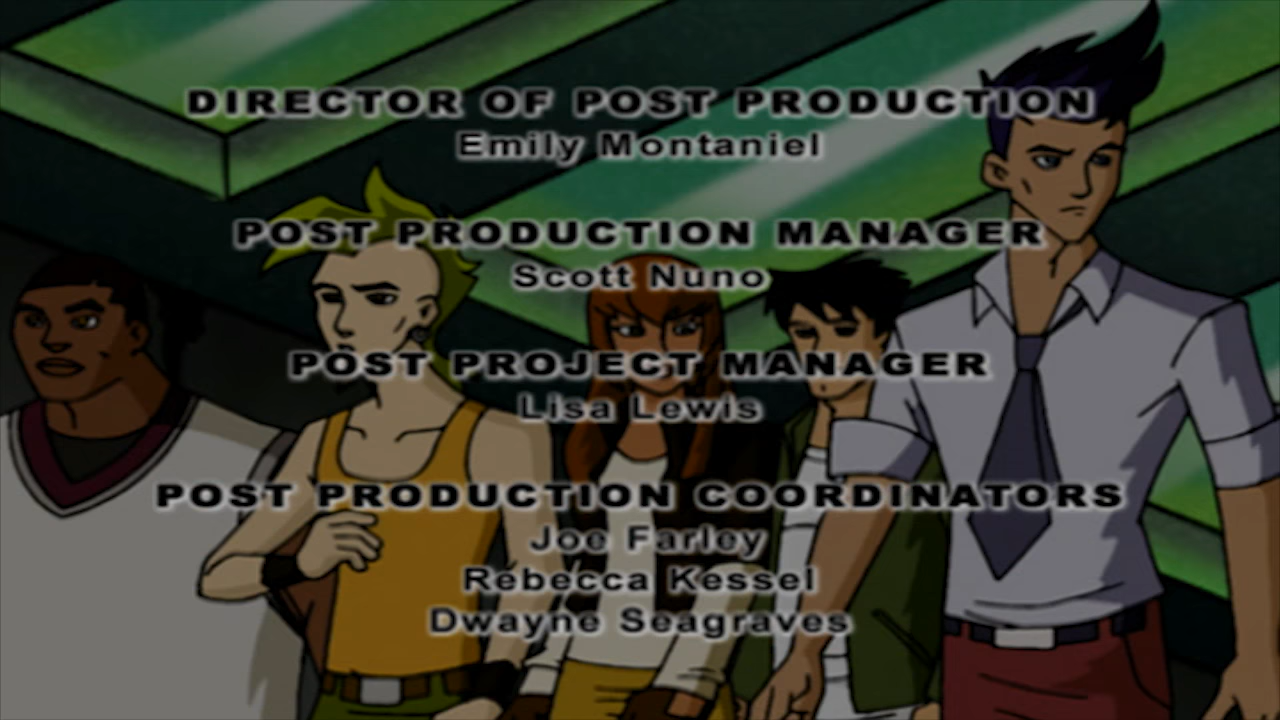 DIRECTOR OF POST PRODUCTION
Emily Montaniel
POST PRODUCTION MANAGER
Scott Nuno
POST PROJECT MANAGER
Lisa Lewis
POST PRODUCTION COORDINATORS
Joe Farley
Rebecca Kessel
Dwayne Seagraves